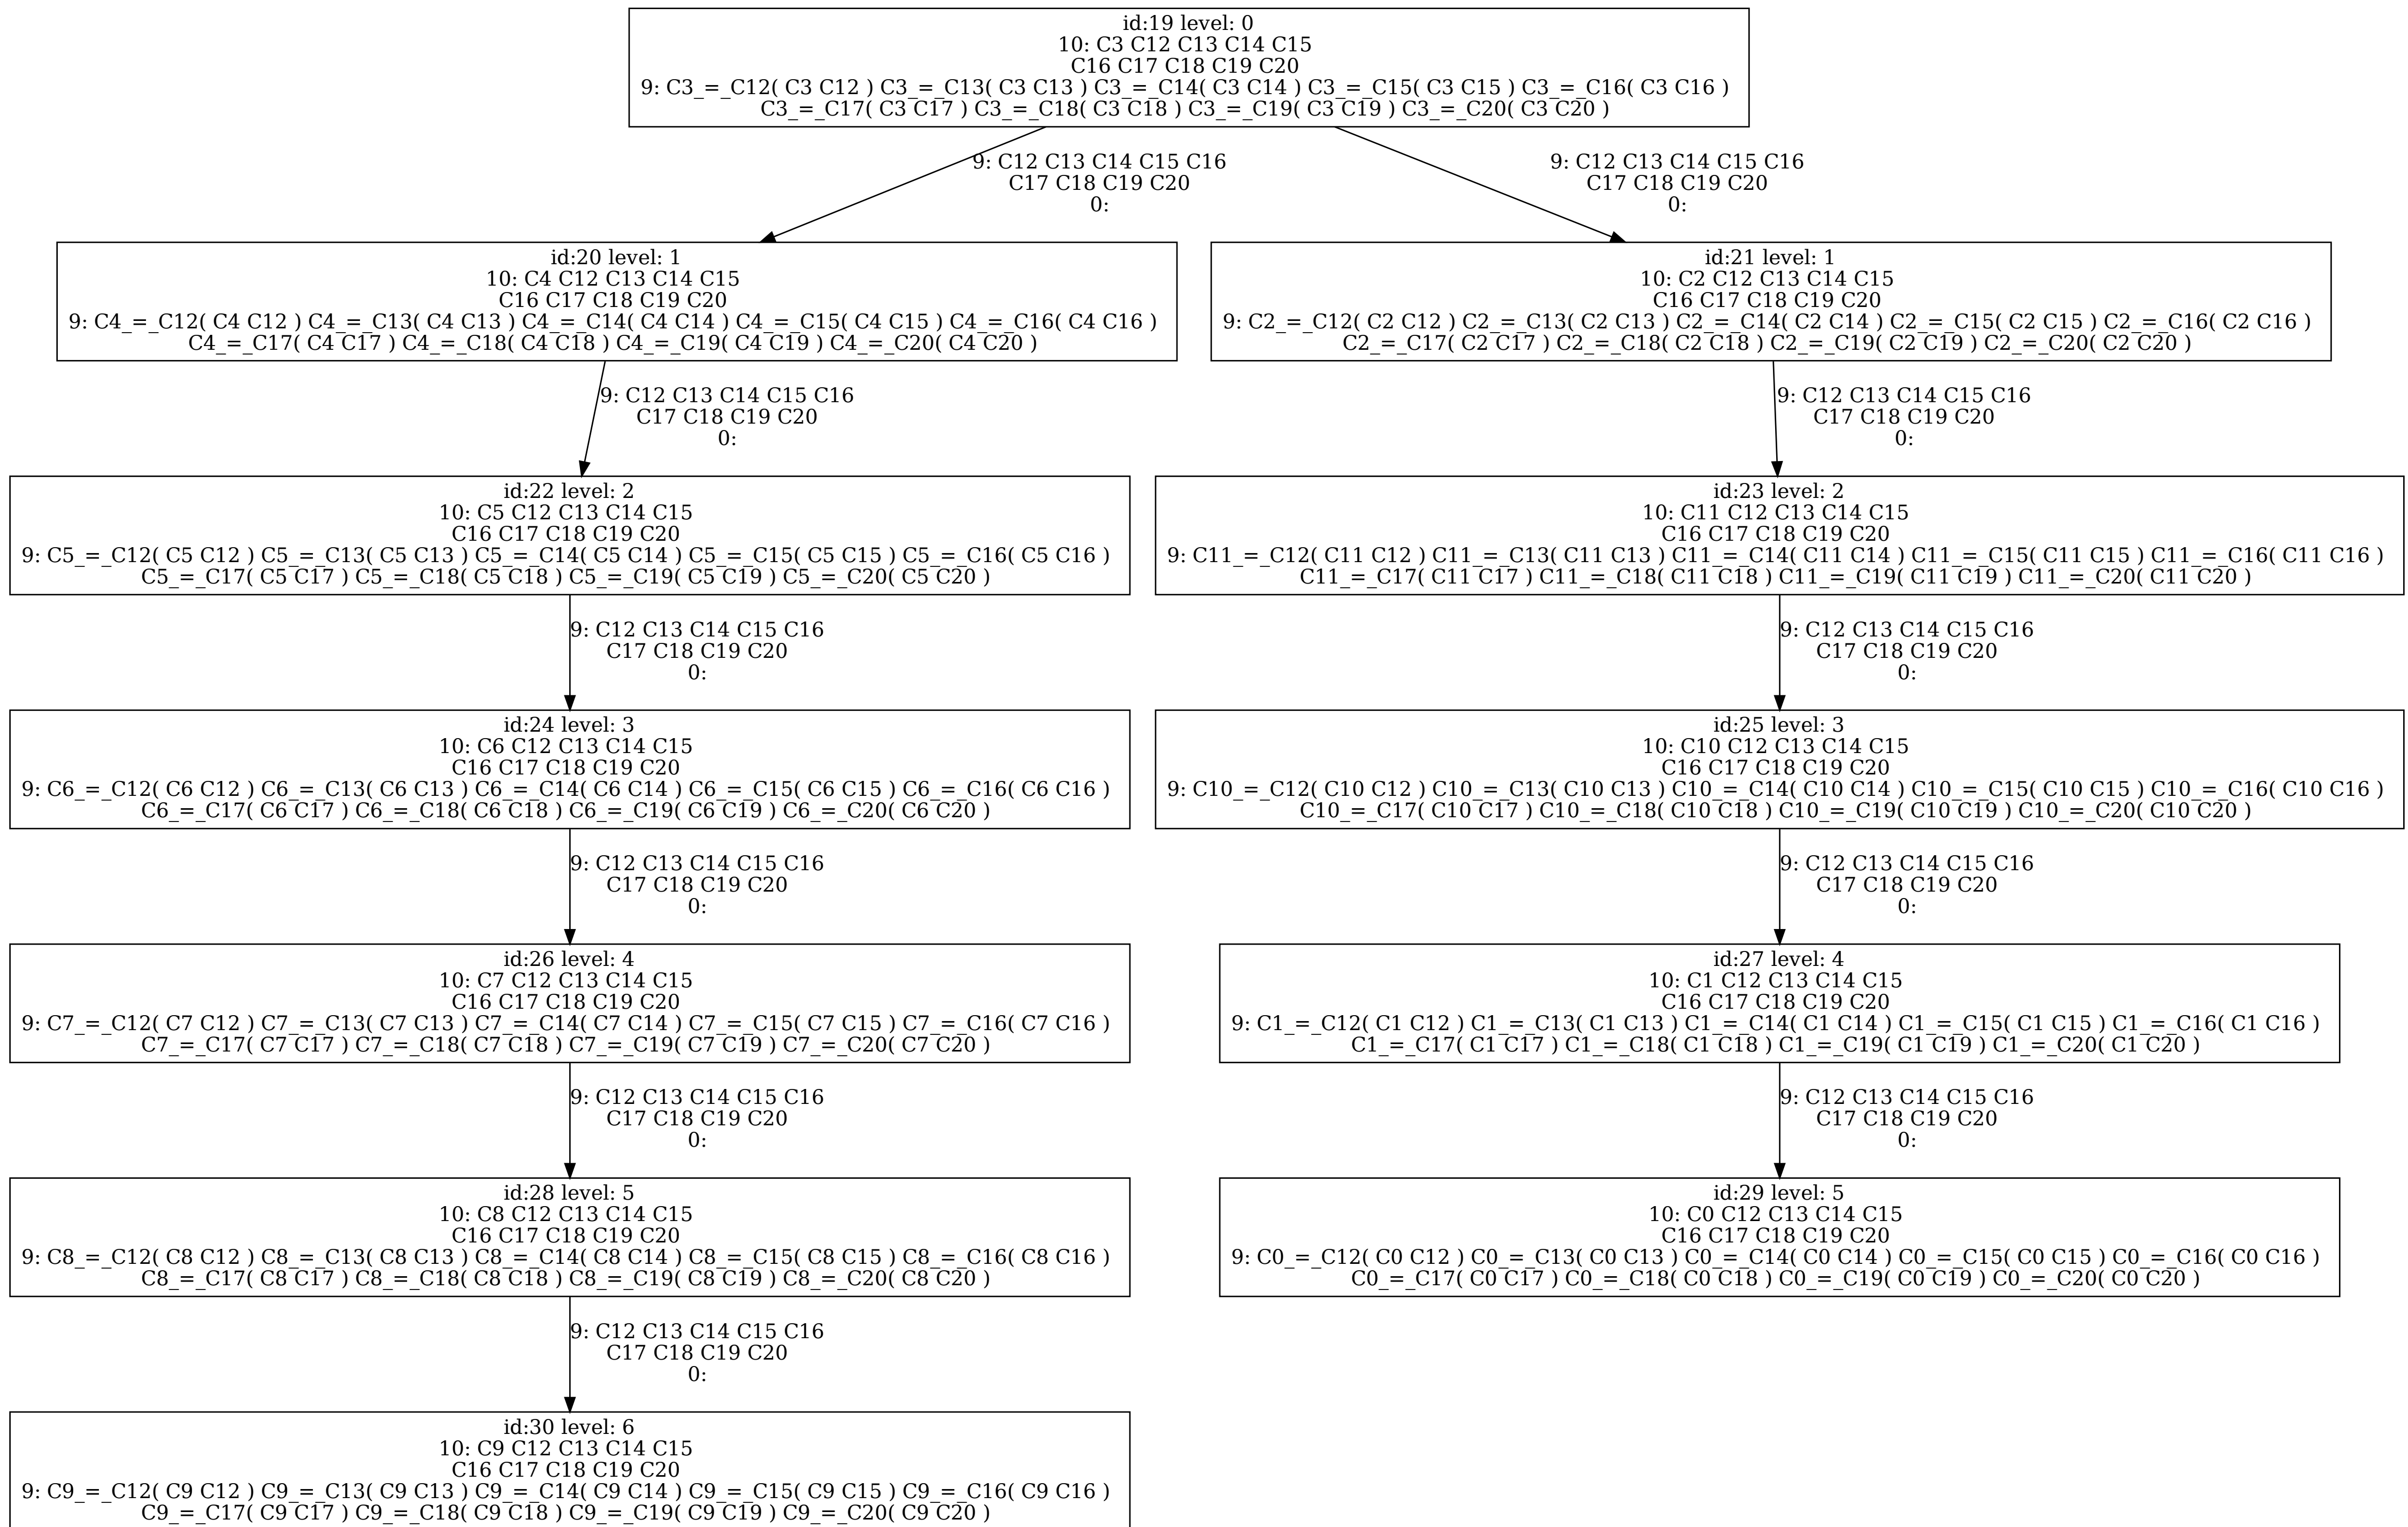 id:19 level: 0
10: C3 C12 C13 C14 C15
C16 C17 C18 C19 C20
9: C3_=_C12( C3 C12 ) C3_=_C13( C3 C13 ) C3_=_C14( C3 C14 ) C3_=_C15( C3 C15 ) C3_=_C16( C3 C16 )
C3_=_C17( C3 C17 ) C3_=_C18( C3 C18 ) C3_=_C19( C3 C19 ) C3_=_C20( C3 C20 )
9: C12 C13 C14 C15 C16
C17 C18 C19 C20
0:
9: C12 C13 C14 C15 C16
C17 C18 C19 C20
0:
id:20 level: 1
10: C4 C12 C13 C14 C15
C16 C17 C18 C19 C20
9: C4_=_C12( C4 C12 ) C4_=_C13( C4 C13 ) C4_=_C14( C4 C14 ) C4_=_C15( C4 C15 ) C4_=_C16( C4 C16 )
C4_=_C17( C4 C17 ) C4_=_C18( C4 C18 ) C4_=_C19( C4 C19 ) C4_=_C20( C4 C20 )
id:21 level: 1
10: C2 C12 C13 C14 C15
C16 C17 C18 C19 C20
9: C2_=_C12( C2 C12 ) C2_=_C13( C2 C13 ) C2_=_C14( C2 C14 ) C2_=_C15( C2 C15 ) C2_=_C16( C2 C16 )
C2_=_C17( C2 C17 ) C2_=_C18( C2 C18 ) C2_=_C19( C2 C19 ) C2_=_C20( C2 C20 )
9: C12 C13 C14 C15 C16
C17 C18 C19 C20
0:
9: C12 C13 C14 C15 C16
C17 C18 C19 C20
0:
id:22 level: 2
10: C5 C12 C13 C14 C15
C16 C17 C18 C19 C20
9: C5_=_C12( C5 C12 ) C5_=_C13( C5 C13 ) C5_=_C14( C5 C14 ) C5_=_C15( C5 C15 ) C5_=_C16( C5 C16 )
C5_=_C17( C5 C17 ) C5_=_C18( C5 C18 ) C5_=_C19( C5 C19 ) C5_=_C20( C5 C20 )
id:23 level: 2
10: C11 C12 C13 C14 C15
C16 C17 C18 C19 C20
9: C11_=_C12( C11 C12 ) C11_=_C13( C11 C13 ) C11_=_C14( C11 C14 ) C11_=_C15( C11 C15 ) C11_=_C16( C11 C16 )
C11_=_C17( C11 C17 ) C11_=_C18( C11 C18 ) C11_=_C19( C11 C19 ) C11_=_C20( C11 C20 )
9: C12 C13 C14 C15 C16
C17 C18 C19 C20
0:
9: C12 C13 C14 C15 C16
C17 C18 C19 C20
0:
id:24 level: 3
10: C6 C12 C13 C14 C15
C16 C17 C18 C19 C20
9: C6_=_C12( C6 C12 ) C6_=_C13( C6 C13 ) C6_=_C14( C6 C14 ) C6_=_C15( C6 C15 ) C6_=_C16( C6 C16 )
C6_=_C17( C6 C17 ) C6_=_C18( C6 C18 ) C6_=_C19( C6 C19 ) C6_=_C20( C6 C20 )
id:25 level: 3
10: C10 C12 C13 C14 C15
C16 C17 C18 C19 C20
9: C10_=_C12( C10 C12 ) C10_=_C13( C10 C13 ) C10_=_C14( C10 C14 ) C10_=_C15( C10 C15 ) C10_=_C16( C10 C16 )
C10_=_C17( C10 C17 ) C10_=_C18( C10 C18 ) C10_=_C19( C10 C19 ) C10_=_C20( C10 C20 )
9: C12 C13 C14 C15 C16
C17 C18 C19 C20
0:
9: C12 C13 C14 C15 C16
C17 C18 C19 C20
0:
id:26 level: 4
10: C7 C12 C13 C14 C15
C16 C17 C18 C19 C20
9: C7_=_C12( C7 C12 ) C7_=_C13( C7 C13 ) C7_=_C14( C7 C14 ) C7_=_C15( C7 C15 ) C7_=_C16( C7 C16 )
C7_=_C17( C7 C17 ) C7_=_C18( C7 C18 ) C7_=_C19( C7 C19 ) C7_=_C20( C7 C20 )
id:27 level: 4
10: C1 C12 C13 C14 C15
C16 C17 C18 C19 C20
9: C1_=_C12( C1 C12 ) C1_=_C13( C1 C13 ) C1_=_C14( C1 C14 ) C1_=_C15( C1 C15 ) C1_=_C16( C1 C16 )
C1_=_C17( C1 C17 ) C1_=_C18( C1 C18 ) C1_=_C19( C1 C19 ) C1_=_C20( C1 C20 )
9: C12 C13 C14 C15 C16
C17 C18 C19 C20
0:
9: C12 C13 C14 C15 C16
C17 C18 C19 C20
0:
id:28 level: 5
10: C8 C12 C13 C14 C15
C16 C17 C18 C19 C20
9: C8_=_C12( C8 C12 ) C8_=_C13( C8 C13 ) C8_=_C14( C8 C14 ) C8_=_C15( C8 C15 ) C8_=_C16( C8 C16 )
C8_=_C17( C8 C17 ) C8_=_C18( C8 C18 ) C8_=_C19( C8 C19 ) C8_=_C20( C8 C20 )
id:29 level: 5
10: C0 C12 C13 C14 C15
C16 C17 C18 C19 C20
9: C0_=_C12( C0 C12 ) C0_=_C13( C0 C13 ) C0_=_C14( C0 C14 ) C0_=_C15( C0 C15 ) C0_=_C16( C0 C16 )
C0_=_C17( C0 C17 ) C0_=_C18( C0 C18 ) C0_=_C19( C0 C19 ) C0_=_C20( C0 C20 )
9: C12 C13 C14 C15 C16
C17 C18 C19 C20
0:
id:30 level: 6
10: C9 C12 C13 C14 C15
C16 C17 C18 C19 C20
9: C9_=_C12( C9 C12 ) C9_=_C13( C9 C13 ) C9_=_C14( C9 C14 ) C9_=_C15( C9 C15 ) C9_=_C16( C9 C16 )
C9_=_C17( C9 C17 ) C9_=_C18( C9 C18 ) C9_=_C19( C9 C19 ) C9_=_C20( C9 C20 )